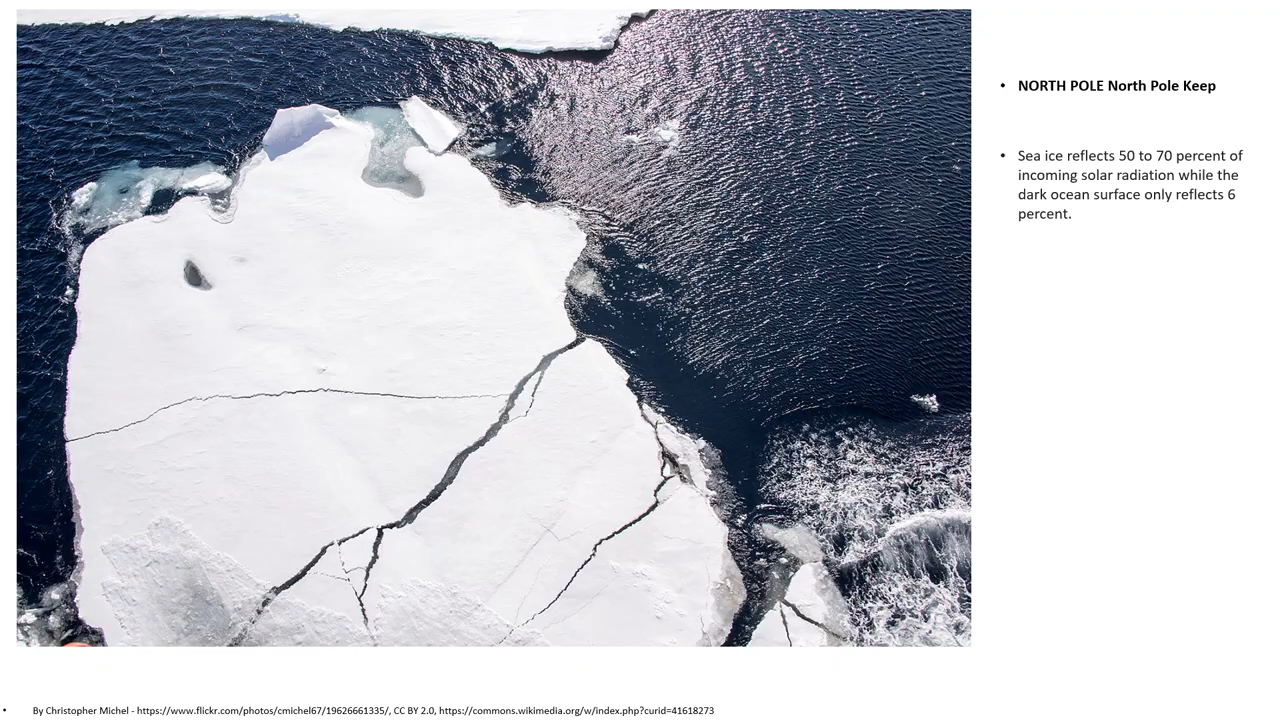 • NORTH POLE North Pole Keep
• Sea ice reflects 50 to 70 percent of
incoming solar radiation while the
dark ocean surface only reflects 6
percent.
• By Christopher Michel - https://www.flickr.com/photos/cmichel67/19626661335/, CC BY 2.0, https://commons.wikimedia.org/w/index.php?curid=41618273